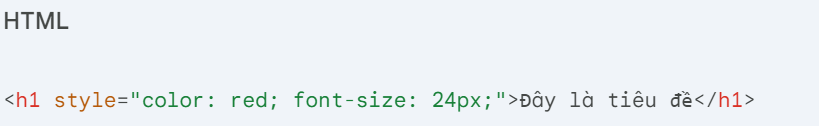 HTML
<h1 style="color: red; font-size: 24px;">Đây là tiêu đề</h1>